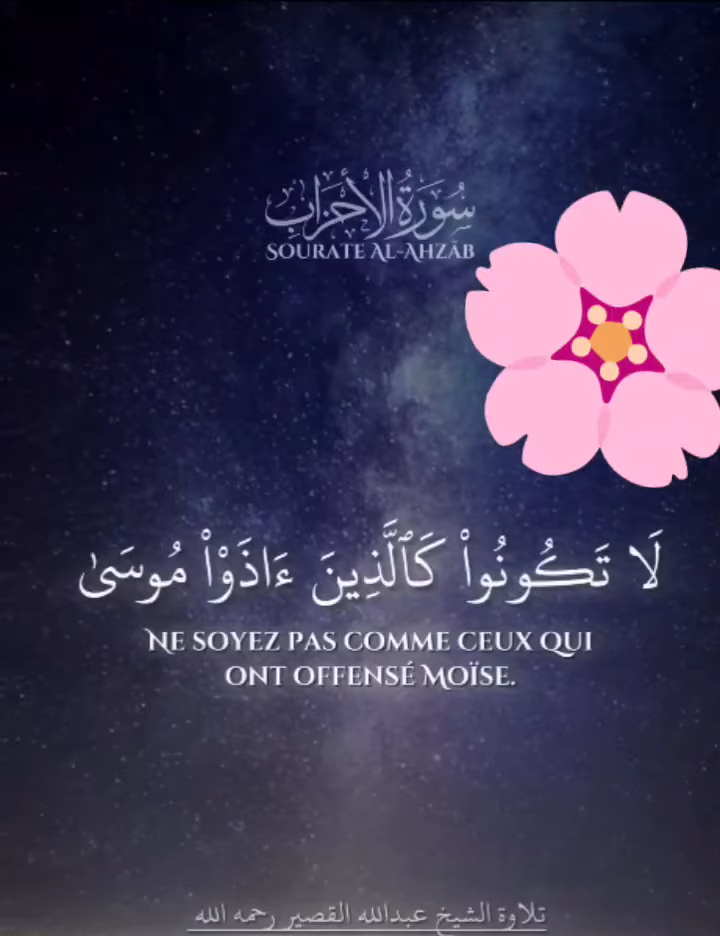 سُورَةُ الأَحْزَابِ
SOURATE AL-AHZÂB
لَا تَكُونُوا۟ كَٱلَّذِينَ ءَاذَوْا۟ مُوسَىٰ
NE SOYEZ PAS COMME CEUX QUI
ONT OFFENSÉ MOÏSE.
تلاوة الشيخ عبدالله القصير رحمه الله